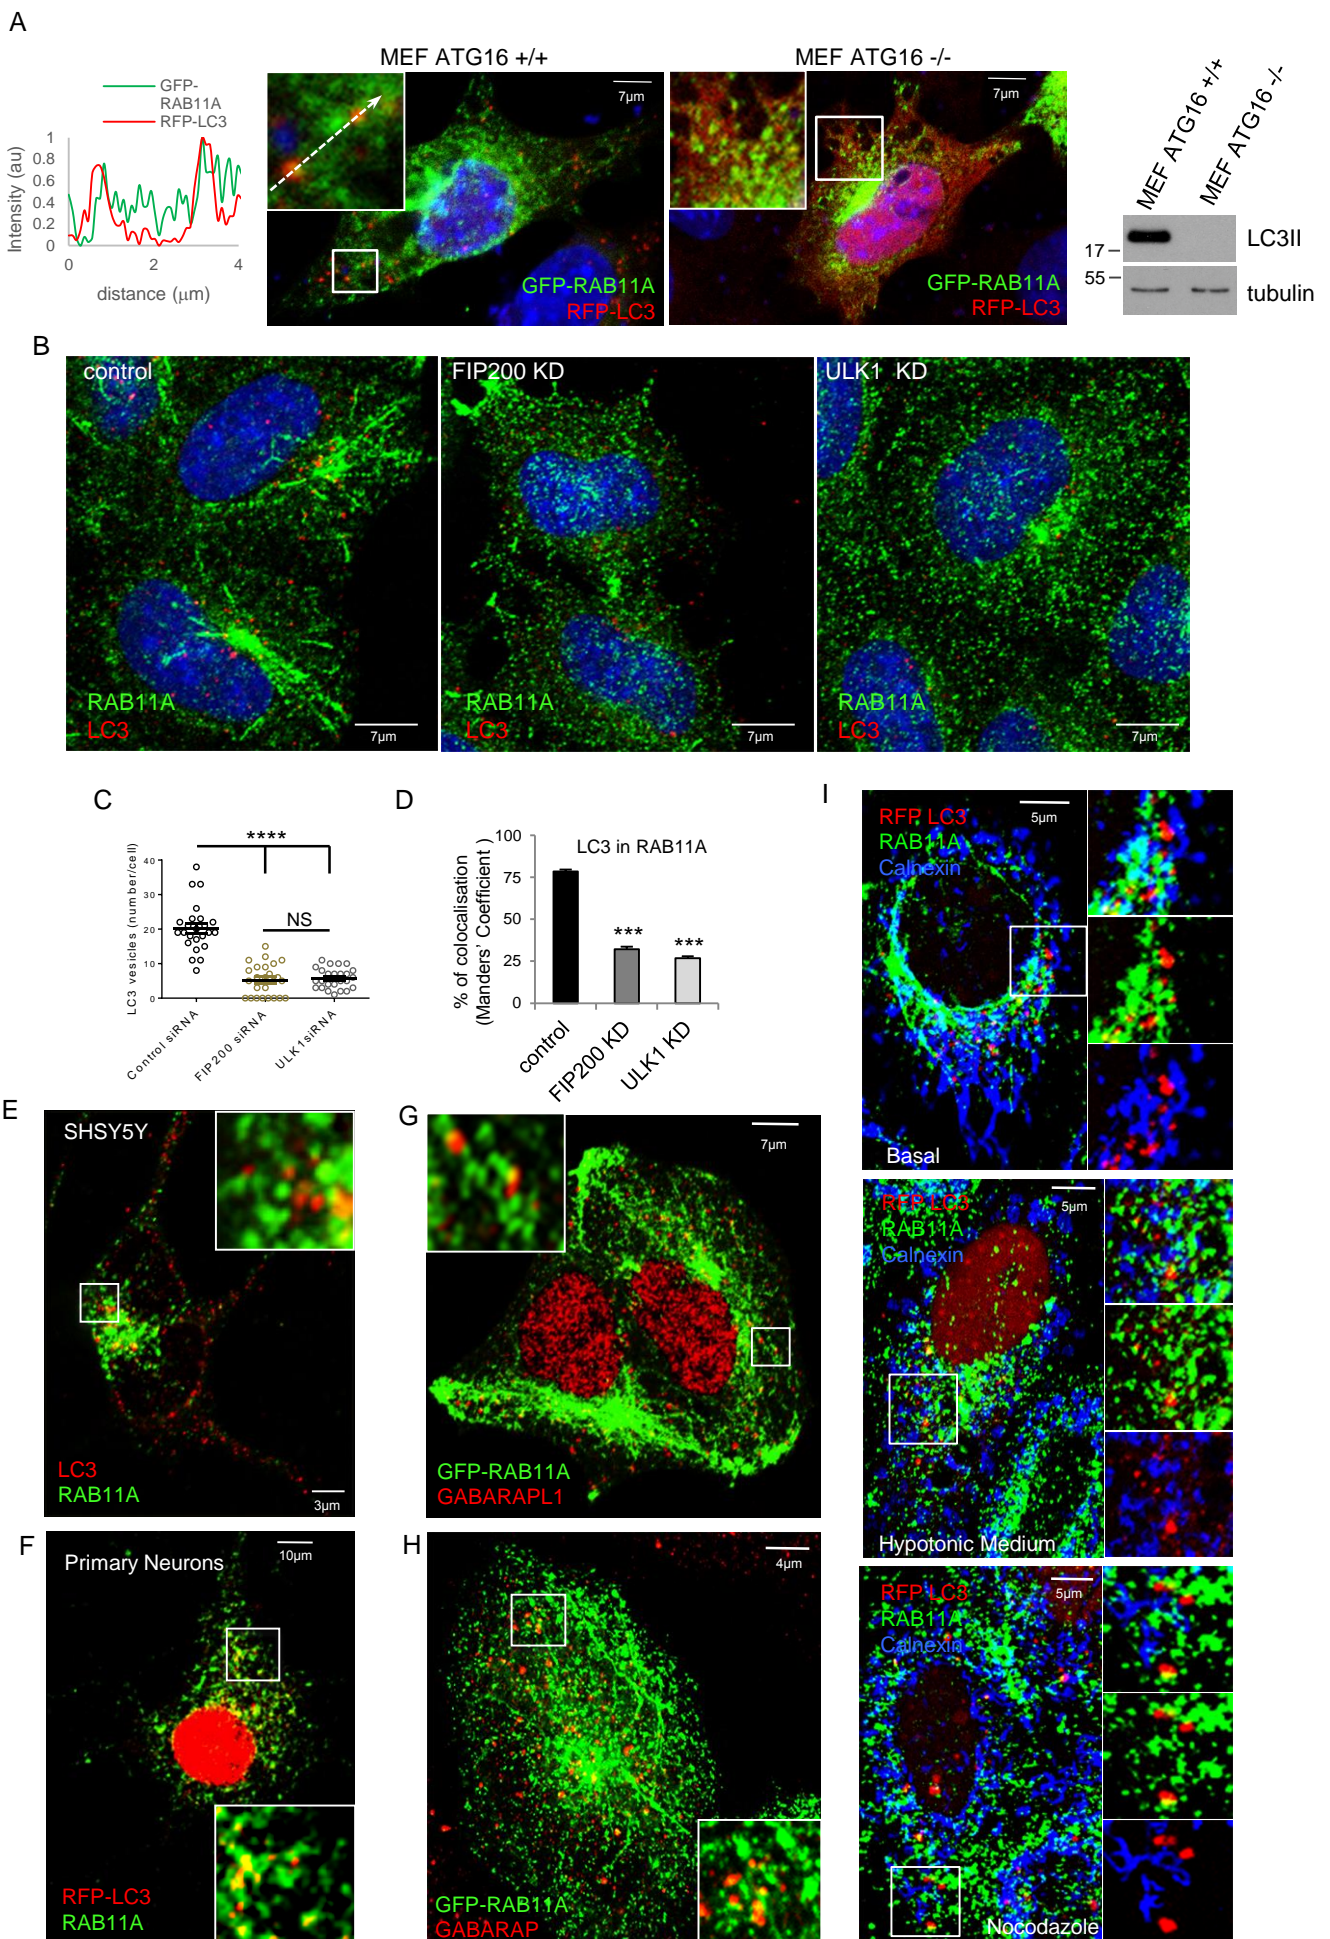 A
MEF ATG16 +/+
MEF ATG16 -/-
GFP-
RAB11A
RFP-LC3
Intensity (au)
1
0.8
0.6
0.4
0.2
0
0
2
4
distance (μm)
7μm
GFP-RAB11A
RFP-LC3
7μm
GFP-RAB11A
RFP-LC3
MEF ATG16 +/+
MEF ATG16 -/-
17
LC3II
55
tubulin
B
control
RAB11A
LC3
7μm
FIP200 KD
RAB11A
LC3
7μm
ULK1 KD
RAB11A
LC3
7μm
C
LC3 vesicles (number/cell)
40
30
20
10
0
****
NS
Control siRNA
FIP200 siRNA
ULK1siRNA
D
% of colocalisation
(Manders' Coefficient )
100
75
50
25
0
LC3 in RAB11A
***
***
control
FIP200 KD
ULK1 KD
I
RFP LC3
RAB11A
Calnexin
5μm
Basal
RFP LC3
RAB11A
Calnexin
5μm
Hypotonic Medium
RFP LC3
RAB11A
Calnexin
5μm
Nocodazole
E
SHSY5Y
LC3
RAB11A
3μm
G
7μm
GFP-RAB11A
GABARAPL1
F
Primary Neurons
10μm
RFP-LC3
RAB11A
H
4μm
GFP-RAB11A
GABARAP